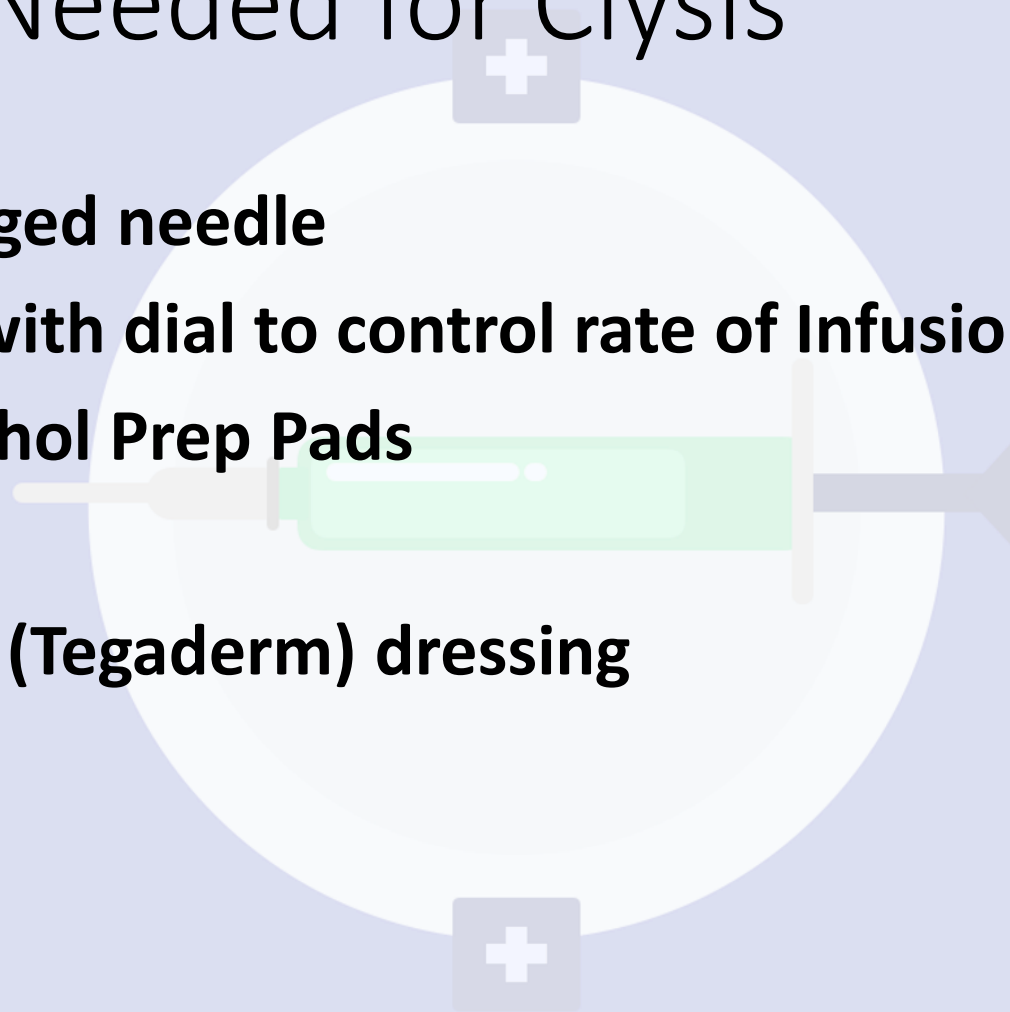 Needed for Clysis
ged needle
with dial to control rate of Infusio
hol Prep Pads
(Tegaderm) dressing